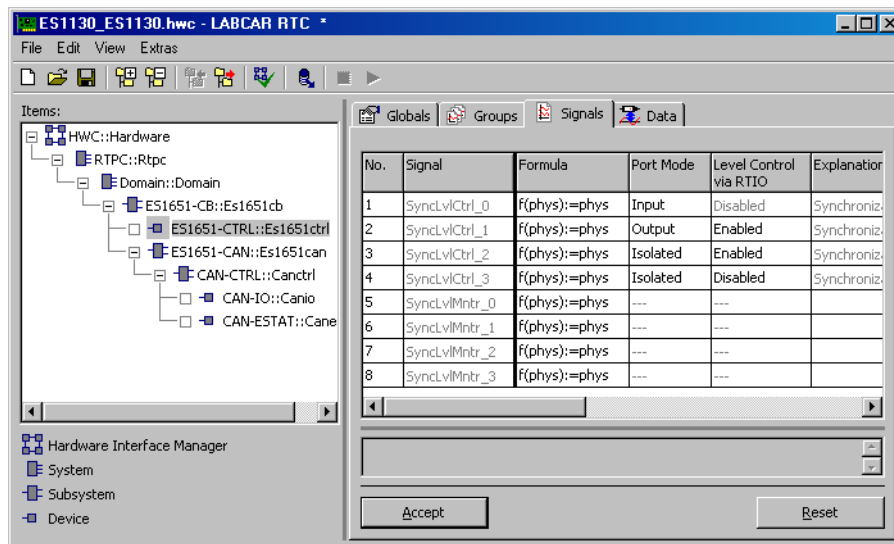 ES1130_ES1130.hwc - LABCAR RTC *
File Edit View Extras
Items:
HWC::Hardware
RTPC::Rtpc
Domain::Domain
ES1651-CB::Es1651cb
ES1651-CTRL::Es1651ctrl
ES1651-CAN::Es1651can
CAN-CTRL::Canctrl
CAN-IO::Canio
CAN-ESTAT::Cane
Hardware Interface Manager
System
Subsystem
Device
Globals Groups Signals Data
No. Signal Formula Port Mode Level Control via RTIO Explanation
1 SyncLvlCtrl_0 f(phys):=phys Input Disabled Synchroniz
2 SyncLvlCtrl_1 f(phys):=phys Output Enabled Synchroniz
3 SyncLvlCtrl_2 f(phys):=phys Isolated Enabled Synchroniz
4 SyncLvlCtrl_3 f(phys):=phys Isolated Disabled Synchroniz
5 SyncLvlMntr_0 f(phys):=phys --- ---
6 SyncLvlMntr_1 f(phys):=phys --- ---
7 SyncLvlMntr_2 f(phys):=phys --- ---
8 SyncLvlMntr_3 f(phys):=phys --- ---
Accept Reset